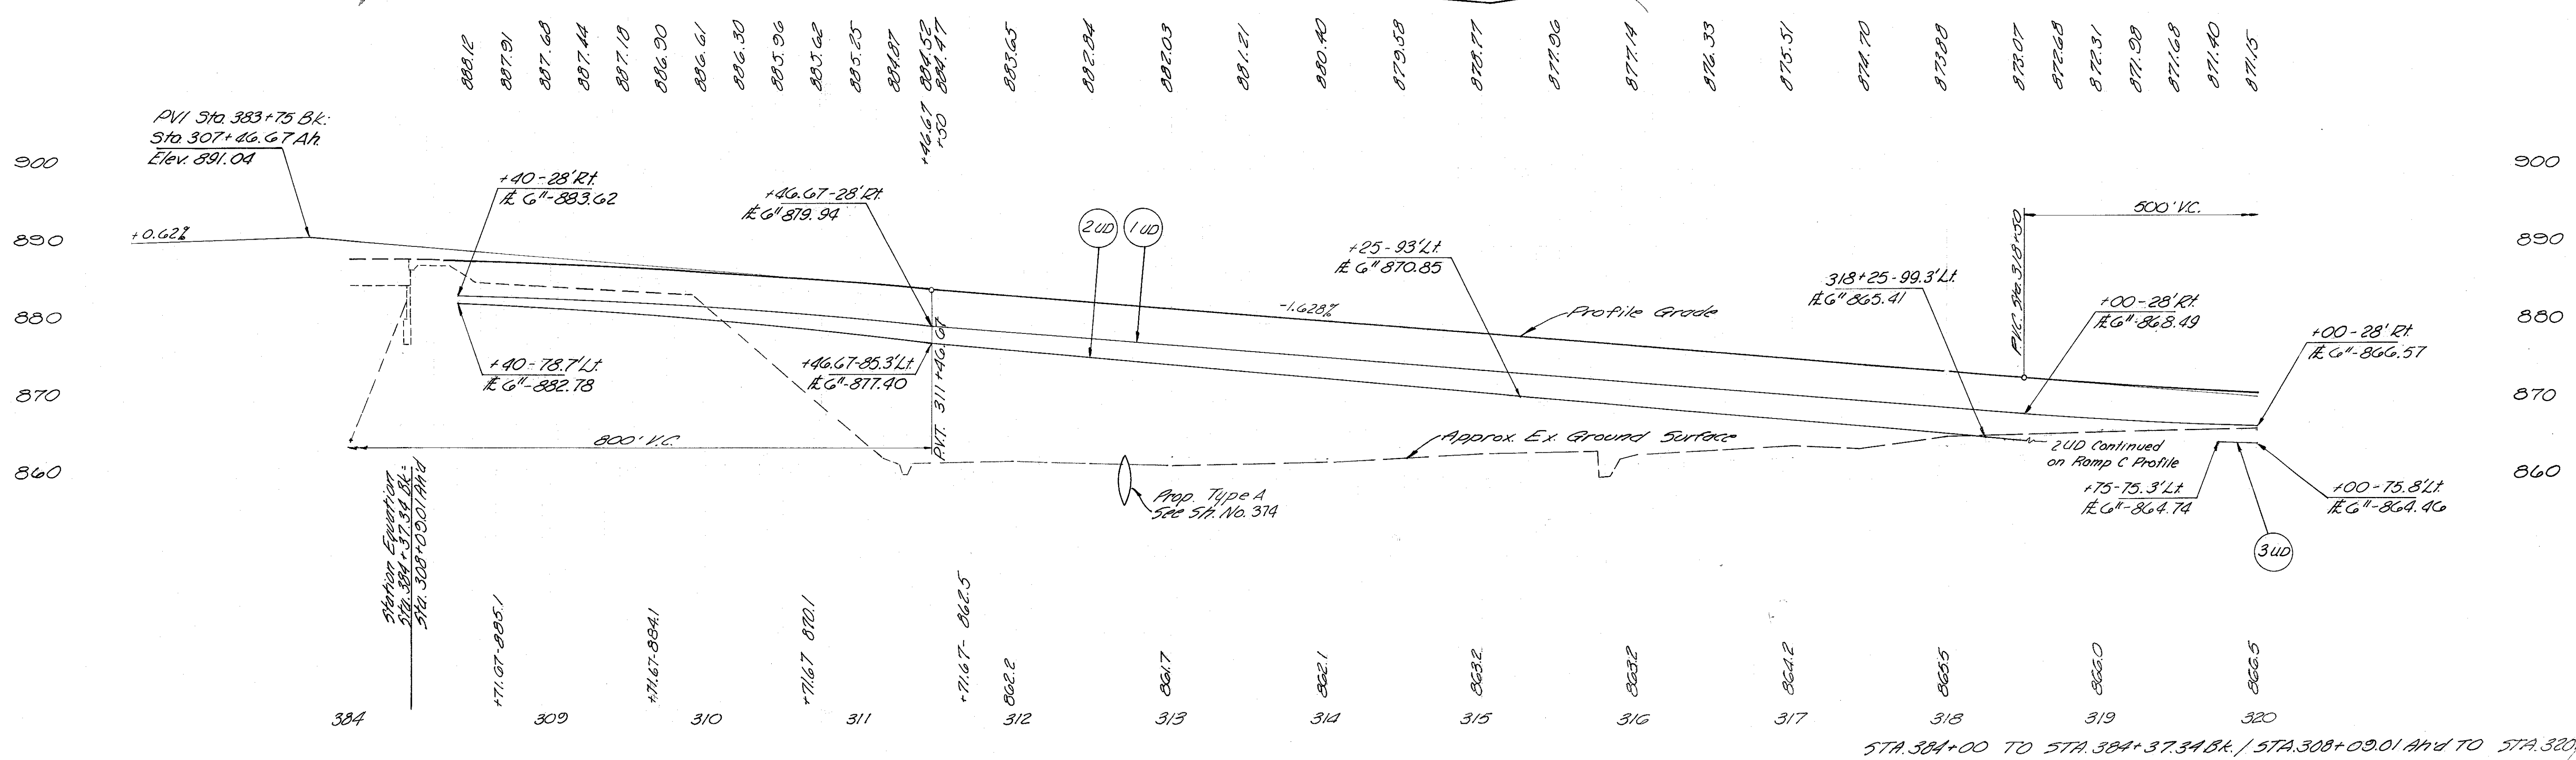 888.12 887.91 887.68 887.44 887.18 886.90 886.61 886.30 885.96 885.62 885.25 884.87 884.52 884.47 883.65 882.84 882.03 881.21 880.40 879.58 878.77 877.96 877.14 876.33 875.51 874.70 873.88 873.07 872.68 872.31 871.98 871.68 871.40 871.15
+46.67
+50
PVI Sta. 383+75 Bk.=
Sta. 307+46.67 Ah.
Elev. 891.04
900
900
+40-28' Rt.
℄ 6"-883.62
+46.67-28' Rt.
℄ 6" 879.94
2 UD
1 UD
500' V.C.
890
+0.62%
890
+25-93' Lt.
℄ 6" 870.85
P.V.C. Sta. 318+50
318+25-99.3' Lt.
℄ 6" 865.41
+00-28' Rt.
℄ 6"-868.49
880
-1.628%
Profile Grade
880
+00-28' Rt.
℄ 6"-866.57
+40-78.7' Lt.
℄ 6"-882.78
+46.67-85.3' Lt.
℄ 6"-877.40
P.V.T. 311+46.67
870
870
800' V.C.
Approx. Ex. Ground Surface
2 UD Continued
on Ramp C Profile
860
860
Prop. Type A
See Sh. No. 374
+75-75.3' Lt.
℄ 6"-864.74
+00-75.8' Lt.
℄ 6"-864.46
3 UD
Station Equation
Sta. 384+37.34 Bk.=
Sta. 308+09.01 Ah'd
+71.67-885.1
+71.67-884.1
+71.67 870.1
+71.67- 862.5
862.2
861.7
862.1
863.2
863.2
864.2
865.5
866.0
866.5
384 309 310 311 312 313 314 315 316 317 318 319 320
STA. 384+00 TO STA. 384+37.34 Bk. / STA. 308+09.01 Ah'd TO STA. 320